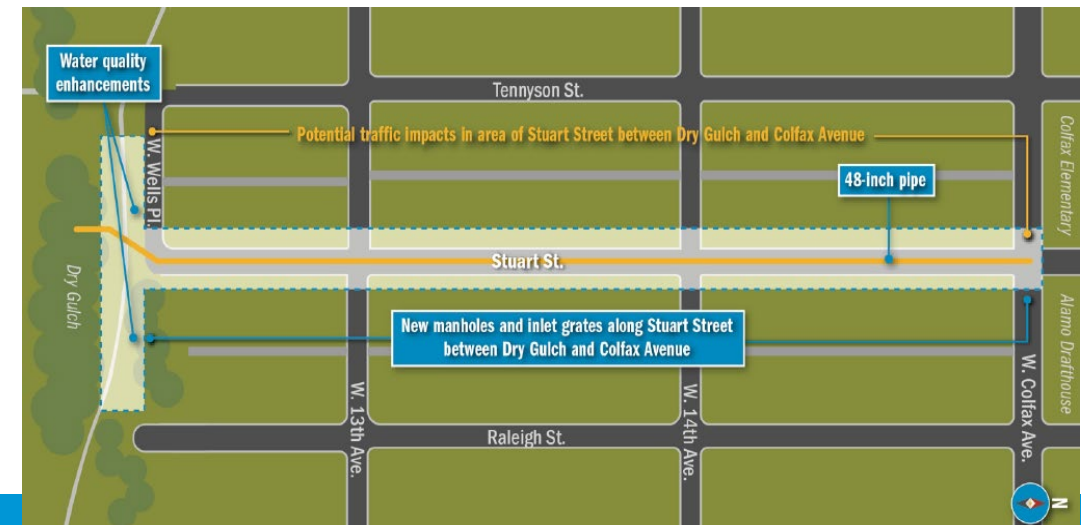 Water quality
enhancements
Tennyson St.
Potential traffic impacts in area of Stuart Street between Dry Gulch and Colfax Avenue
W. Wells Pl.
48-inch pipe
Colfax Elementary
Stuart St.
Dry Gulch
New manholes and inlet grates along Stuart Street
between Dry Gulch and Colfax Avenue
Alamo Drafthouse
W. 13th Ave.
W. 14th Ave.
W. Colfax Ave.
Raleigh St.
N